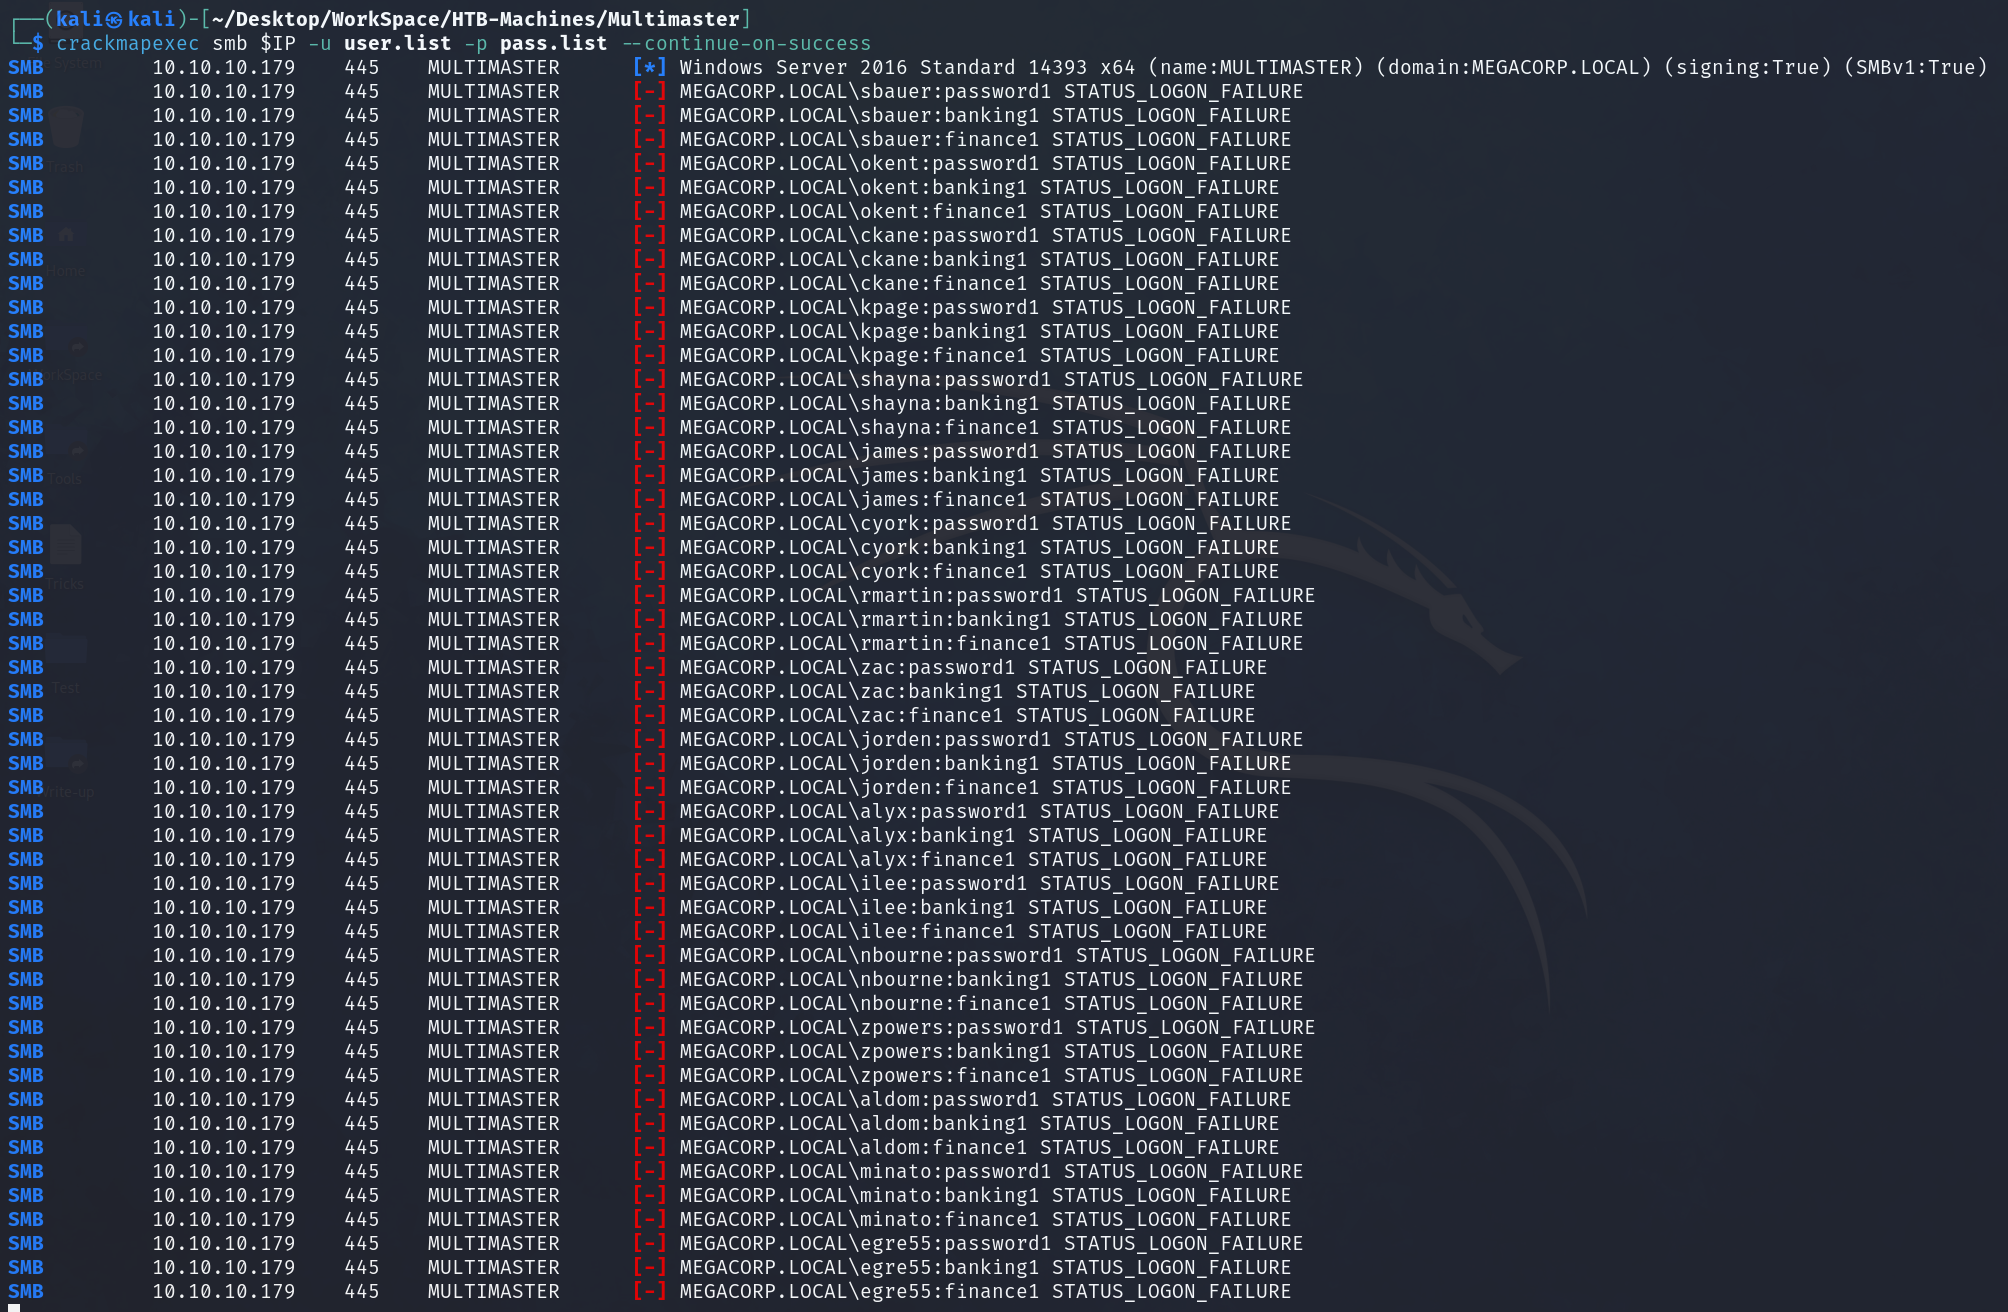 ┌──(kali㉿kali)-[~/Desktop/WorkSpace/HTB-Machines/Multimaster]
└─$ crackmapexec smb $IP -u user.list -p pass.list --continue-on-success
SMB 10.10.10.179 445 MULTIMASTER [*] Windows Server 2016 Standard 14393 x64 (name:MULTIMASTER) (domain:MEGACORP.LOCAL) (signing:True) (SMBv1:True)
SMB 10.10.10.179 445 MULTIMASTER [-] MEGACORP.LOCAL\sbauer:password1 STATUS_LOGON_FAILURE
SMB 10.10.10.179 445 MULTIMASTER [-] MEGACORP.LOCAL\sbauer:banking1 STATUS_LOGON_FAILURE
SMB 10.10.10.179 445 MULTIMASTER [-] MEGACORP.LOCAL\sbauer:finance1 STATUS_LOGON_FAILURE
SMB 10.10.10.179 445 MULTIMASTER [-] MEGACORP.LOCAL\okent:password1 STATUS_LOGON_FAILURE
SMB 10.10.10.179 445 MULTIMASTER [-] MEGACORP.LOCAL\okent:banking1 STATUS_LOGON_FAILURE
SMB 10.10.10.179 445 MULTIMASTER [-] MEGACORP.LOCAL\okent:finance1 STATUS_LOGON_FAILURE
SMB 10.10.10.179 445 MULTIMASTER [-] MEGACORP.LOCAL\ckane:password1 STATUS_LOGON_FAILURE
SMB 10.10.10.179 445 MULTIMASTER [-] MEGACORP.LOCAL\ckane:banking1 STATUS_LOGON_FAILURE
SMB 10.10.10.179 445 MULTIMASTER [-] MEGACORP.LOCAL\ckane:finance1 STATUS_LOGON_FAILURE
SMB 10.10.10.179 445 MULTIMASTER [-] MEGACORP.LOCAL\kpage:password1 STATUS_LOGON_FAILURE
SMB 10.10.10.179 445 MULTIMASTER [-] MEGACORP.LOCAL\kpage:banking1 STATUS_LOGON_FAILURE
SMB 10.10.10.179 445 MULTIMASTER [-] MEGACORP.LOCAL\kpage:finance1 STATUS_LOGON_FAILURE
SMB 10.10.10.179 445 MULTIMASTER [-] MEGACORP.LOCAL\shayna:password1 STATUS_LOGON_FAILURE
SMB 10.10.10.179 445 MULTIMASTER [-] MEGACORP.LOCAL\shayna:banking1 STATUS_LOGON_FAILURE
SMB 10.10.10.179 445 MULTIMASTER [-] MEGACORP.LOCAL\shayna:finance1 STATUS_LOGON_FAILURE
SMB 10.10.10.179 445 MULTIMASTER [-] MEGACORP.LOCAL\james:password1 STATUS_LOGON_FAILURE
SMB 10.10.10.179 445 MULTIMASTER [-] MEGACORP.LOCAL\james:banking1 STATUS_LOGON_FAILURE
SMB 10.10.10.179 445 MULTIMASTER [-] MEGACORP.LOCAL\james:finance1 STATUS_LOGON_FAILURE
SMB 10.10.10.179 445 MULTIMASTER [-] MEGACORP.LOCAL\cyork:password1 STATUS_LOGON_FAILURE
SMB 10.10.10.179 445 MULTIMASTER [-] MEGACORP.LOCAL\cyork:banking1 STATUS_LOGON_FAILURE
SMB 10.10.10.179 445 MULTIMASTER [-] MEGACORP.LOCAL\cyork:finance1 STATUS_LOGON_FAILURE
SMB 10.10.10.179 445 MULTIMASTER [-] MEGACORP.LOCAL\rmartin:password1 STATUS_LOGON_FAILURE
SMB 10.10.10.179 445 MULTIMASTER [-] MEGACORP.LOCAL\rmartin:banking1 STATUS_LOGON_FAILURE
SMB 10.10.10.179 445 MULTIMASTER [-] MEGACORP.LOCAL\rmartin:finance1 STATUS_LOGON_FAILURE
SMB 10.10.10.179 445 MULTIMASTER [-] MEGACORP.LOCAL\zac:password1 STATUS_LOGON_FAILURE
SMB 10.10.10.179 445 MULTIMASTER [-] MEGACORP.LOCAL\zac:banking1 STATUS_LOGON_FAILURE
SMB 10.10.10.179 445 MULTIMASTER [-] MEGACORP.LOCAL\zac:finance1 STATUS_LOGON_FAILURE
SMB 10.10.10.179 445 MULTIMASTER [-] MEGACORP.LOCAL\jorden:password1 STATUS_LOGON_FAILURE
SMB 10.10.10.179 445 MULTIMASTER [-] MEGACORP.LOCAL\jorden:banking1 STATUS_LOGON_FAILURE
SMB 10.10.10.179 445 MULTIMASTER [-] MEGACORP.LOCAL\jorden:finance1 STATUS_LOGON_FAILURE
SMB 10.10.10.179 445 MULTIMASTER [-] MEGACORP.LOCAL\alyx:password1 STATUS_LOGON_FAILURE
SMB 10.10.10.179 445 MULTIMASTER [-] MEGACORP.LOCAL\alyx:banking1 STATUS_LOGON_FAILURE
SMB 10.10.10.179 445 MULTIMASTER [-] MEGACORP.LOCAL\alyx:finance1 STATUS_LOGON_FAILURE
SMB 10.10.10.179 445 MULTIMASTER [-] MEGACORP.LOCAL\ilee:password1 STATUS_LOGON_FAILURE
SMB 10.10.10.179 445 MULTIMASTER [-] MEGACORP.LOCAL\ilee:banking1 STATUS_LOGON_FAILURE
SMB 10.10.10.179 445 MULTIMASTER [-] MEGACORP.LOCAL\ilee:finance1 STATUS_LOGON_FAILURE
SMB 10.10.10.179 445 MULTIMASTER [-] MEGACORP.LOCAL\nbourne:password1 STATUS_LOGON_FAILURE
SMB 10.10.10.179 445 MULTIMASTER [-] MEGACORP.LOCAL\nbourne:banking1 STATUS_LOGON_FAILURE
SMB 10.10.10.179 445 MULTIMASTER [-] MEGACORP.LOCAL\nbourne:finance1 STATUS_LOGON_FAILURE
SMB 10.10.10.179 445 MULTIMASTER [-] MEGACORP.LOCAL\zpowers:password1 STATUS_LOGON_FAILURE
SMB 10.10.10.179 445 MULTIMASTER [-] MEGACORP.LOCAL\zpowers:banking1 STATUS_LOGON_FAILURE
SMB 10.10.10.179 445 MULTIMASTER [-] MEGACORP.LOCAL\zpowers:finance1 STATUS_LOGON_FAILURE
SMB 10.10.10.179 445 MULTIMASTER [-] MEGACORP.LOCAL\aldom:password1 STATUS_LOGON_FAILURE
SMB 10.10.10.179 445 MULTIMASTER [-] MEGACORP.LOCAL\aldom:banking1 STATUS_LOGON_FAILURE
SMB 10.10.10.179 445 MULTIMASTER [-] MEGACORP.LOCAL\aldom:finance1 STATUS_LOGON_FAILURE
SMB 10.10.10.179 445 MULTIMASTER [-] MEGACORP.LOCAL\minato:password1 STATUS_LOGON_FAILURE
SMB 10.10.10.179 445 MULTIMASTER [-] MEGACORP.LOCAL\minato:banking1 STATUS_LOGON_FAILURE
SMB 10.10.10.179 445 MULTIMASTER [-] MEGACORP.LOCAL\minato:finance1 STATUS_LOGON_FAILURE
SMB 10.10.10.179 445 MULTIMASTER [-] MEGACORP.LOCAL\egre55:password1 STATUS_LOGON_FAILURE
SMB 10.10.10.179 445 MULTIMASTER [-] MEGACORP.LOCAL\egre55:banking1 STATUS_LOGON_FAILURE
SMB 10.10.10.179 445 MULTIMASTER [-] MEGACORP.LOCAL\egre55:finance1 STATUS_LOGON_FAILURE
System
Trash
Home
Tools
Tricks
Test